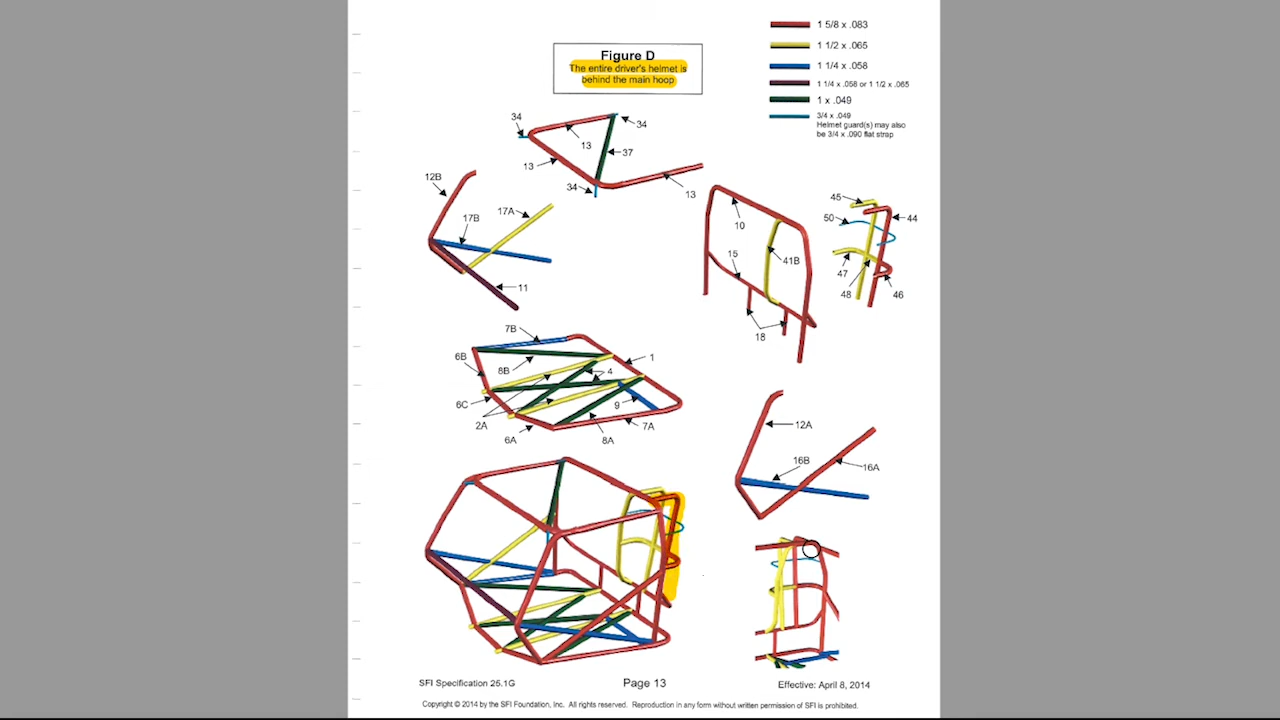 1 5/8 x .083
1 1/2 x .065
1 1/4 x .058
1 1/4 x .058 or 1 1/2 x .065
1 x .049
3/4 x .049
Helmet guard(s) may also
be 3/4 x .090 flat strap
Figure D
The entire driver's helmet is
behind the main hoop
34
34
13
37
13
34
13
12B
17A
17B
11
45
50
44
10
15
41B
47
48
46
18
7B
6B
8B
1
4
6C
9
2A
7A
6A
8A
12A
16B
16A
SFI Specification 25.1G
Page 13
Effective: April 8, 2014
Copyright © 2014 by the SFI Foundation, Inc. All rights reserved. Reproduction in any form without written permission of SFI is prohibited.